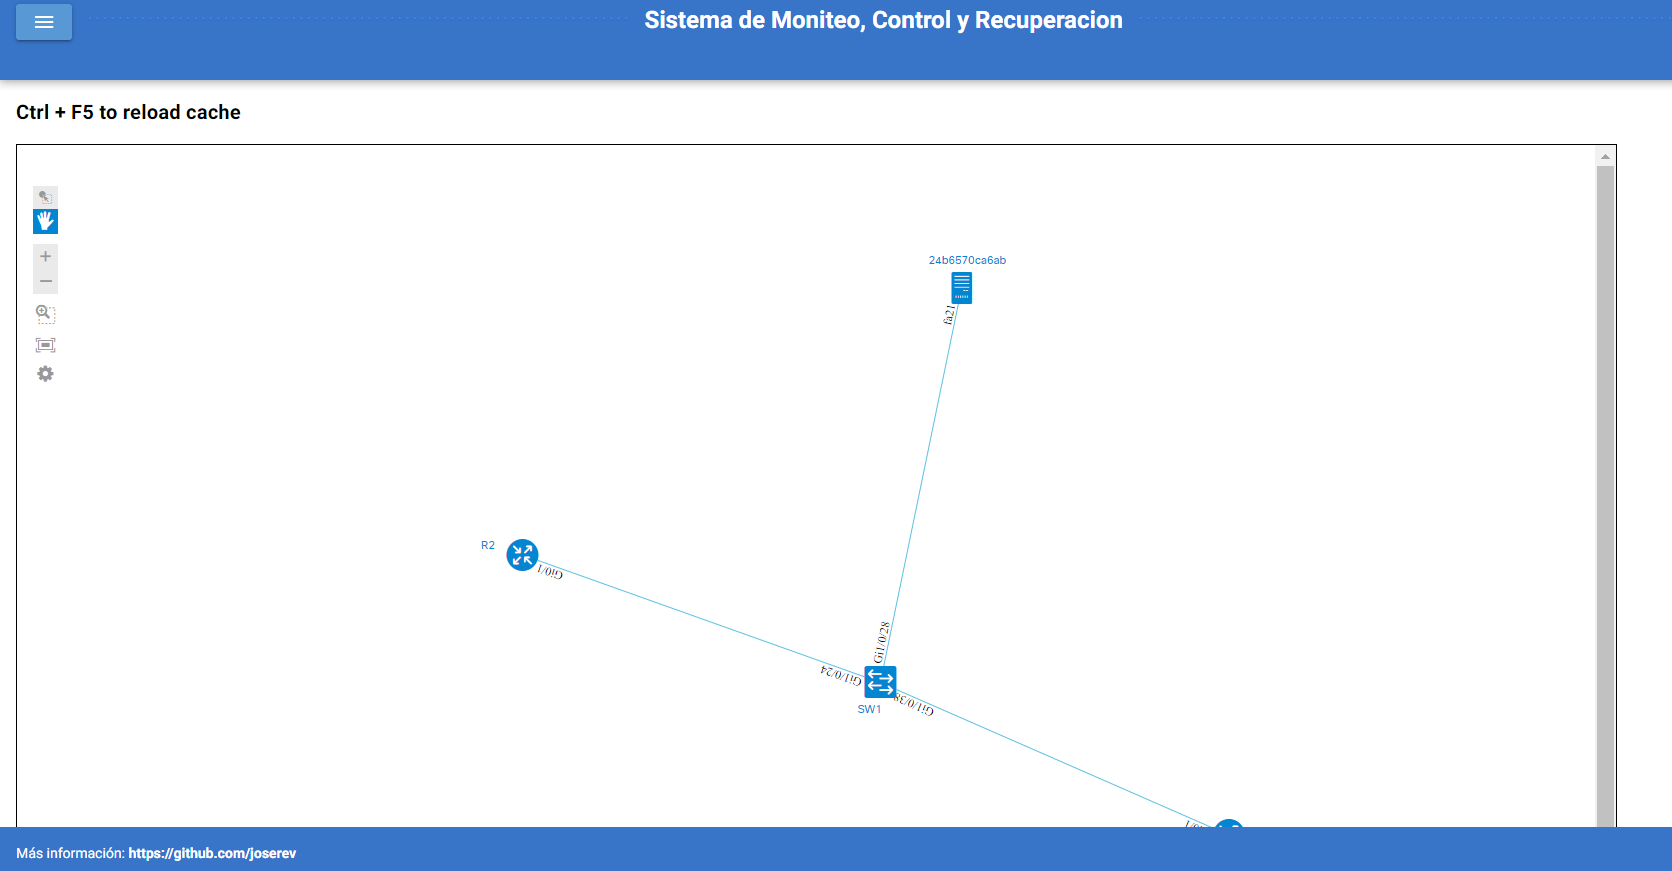 Sistema de Moniteo, Control y Recuperacion
Ctrl + F5 to reload cache
24b6570ca6ab
fa21
R2
Gi0/1
Gi1/0/28
Gi1/0/24
SW1
Gi1/0/38
Más información: https://github.com/joserev